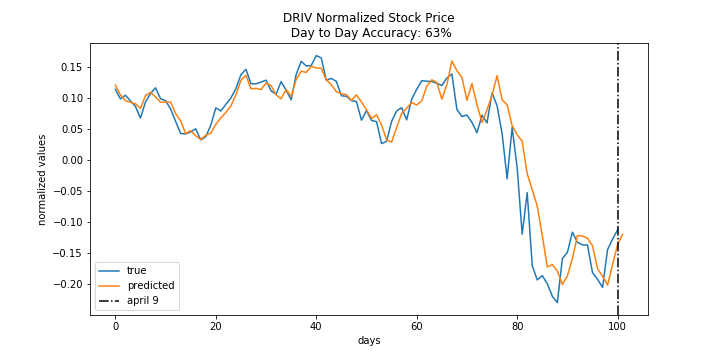 DRIV Normalized Stock Price
Day to Day Accuracy: 63%
0.15
0.10
0.05
0.00
−0.05
−0.10
−0.15
−0.20
normalized values
true
predicted
april 9
0 20 40 60 80 100
days